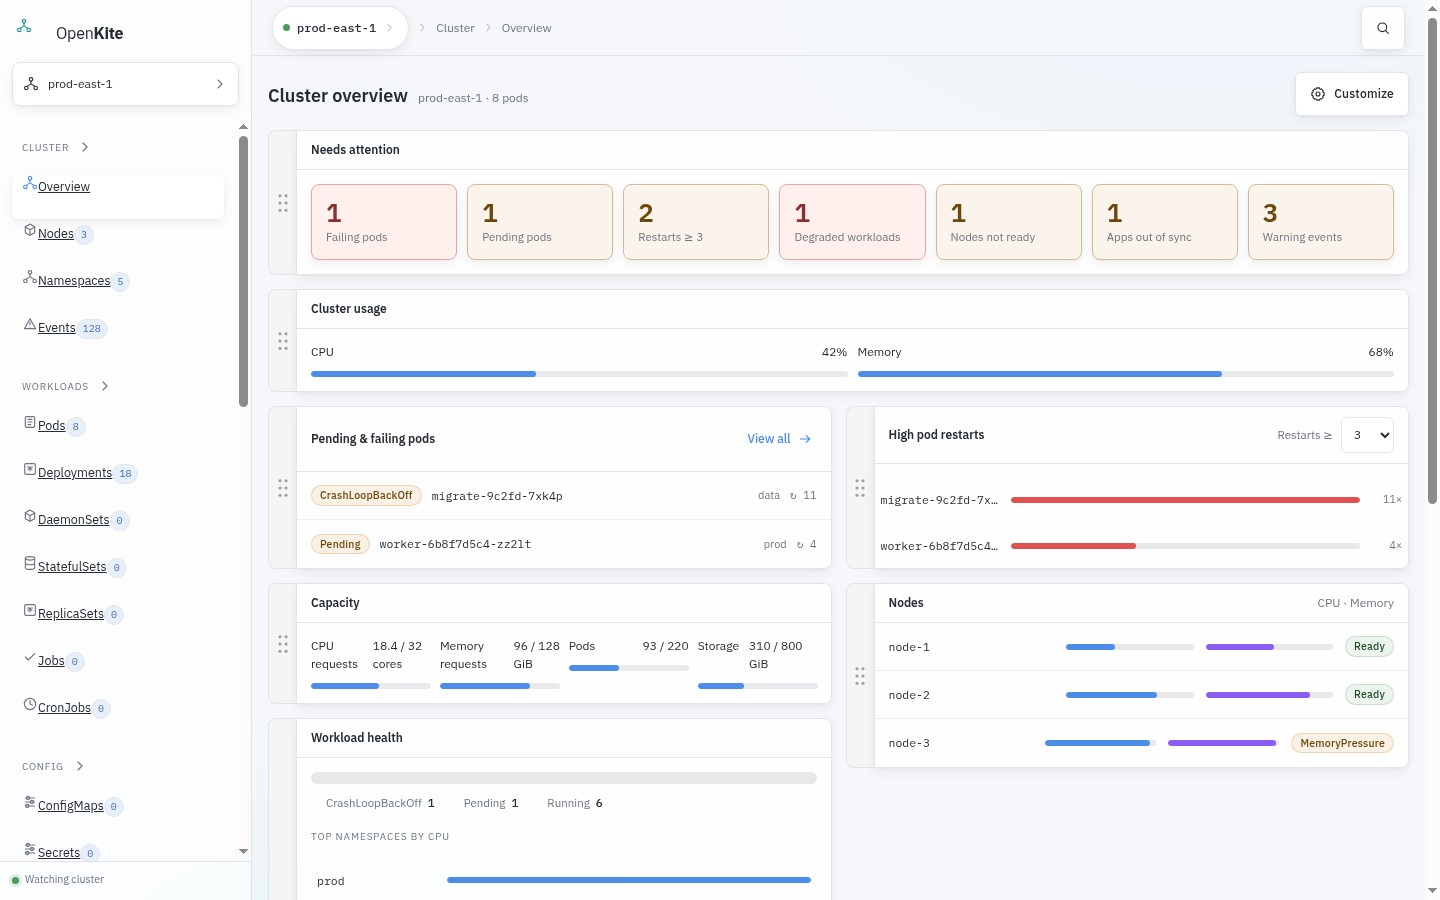 OpenKite
prod-east-1
CLUSTER
Overview
Nodes 3
Namespaces 5
Events 128
WORKLOADS
Pods 8
Deployments 18
DaemonSets 0
StatefulSets 0
ReplicaSets 0
Jobs 0
CronJobs 0
CONFIG
ConfigMaps 0
Secrets 0
Watching cluster
prod-east-1 Cluster Overview
Cluster overview prod-east-1 · 8 pods
Customize
Needs attention
1
Failing pods
1
Pending pods
2
Restarts ≥ 3
1
Degraded workloads
1
Nodes not ready
1
Apps out of sync
3
Warning events
Cluster usage
CPU 42%
Memory 68%
Pending & failing pods View all →
CrashLoopBackOff migrate-9c2fd-7xk4p data ↻ 11
Pending worker-6b8f7d5c4-zz2lt prod ↻ 4
High pod restarts Restarts ≥ 3
migrate-9c2fd-7x… 11×
worker-6b8f7d5c4… 4×
Capacity
CPU requests 18.4 / 32 cores
Memory requests 96 / 128 GiB
Pods 93 / 220
Storage 310 / 800 GiB
Nodes CPU · Memory
node-1 Ready
node-2 Ready
node-3 MemoryPressure
Workload health
CrashLoopBackOff 1 Pending 1 Running 6
TOP NAMESPACES BY CPU
prod